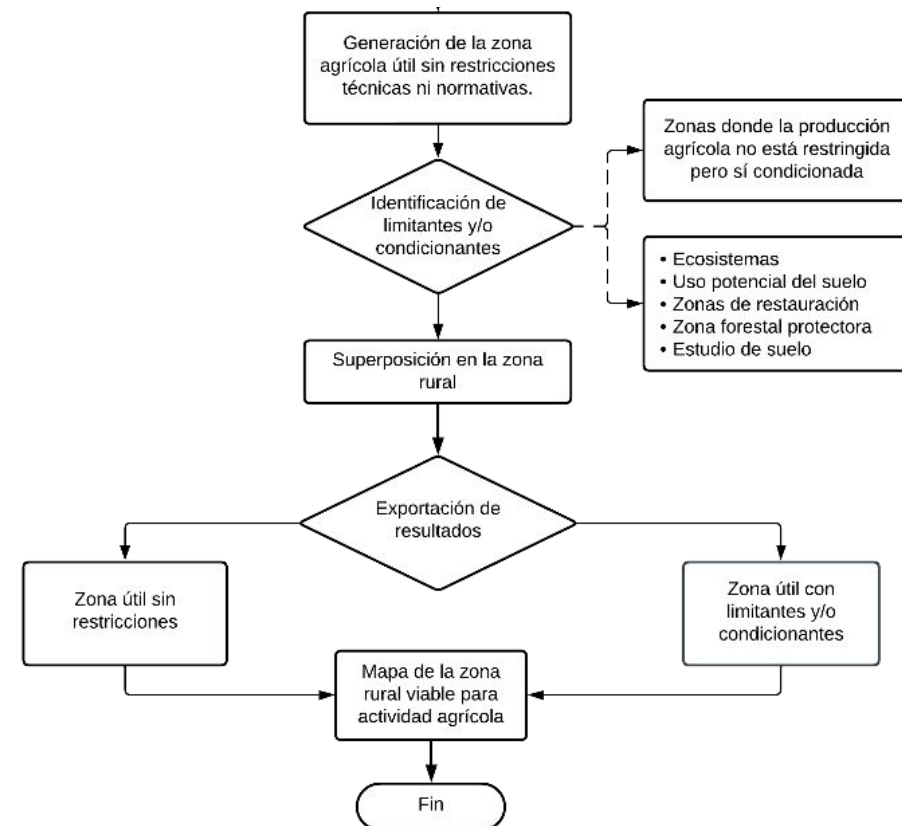 Generación de la zona
agrícola útil sin restricciones
técnicas ni normativas.
Zonas donde la producción
agrícola no está restringida
pero sí condicionada
Identificación de
limitantes y/o
condicionantes
• Ecosistemas
• Uso potencial del suelo
• Zonas de restauración
• Zona forestal protectora
• Estudio de suelo
Superposición en la zona
rural
Exportación de
resultados
Zona útil sin
restricciones
Zona útil con
limitantes y/o
condicionantes
Mapa de la zona
rural viable para
actividad agrícola
Fin